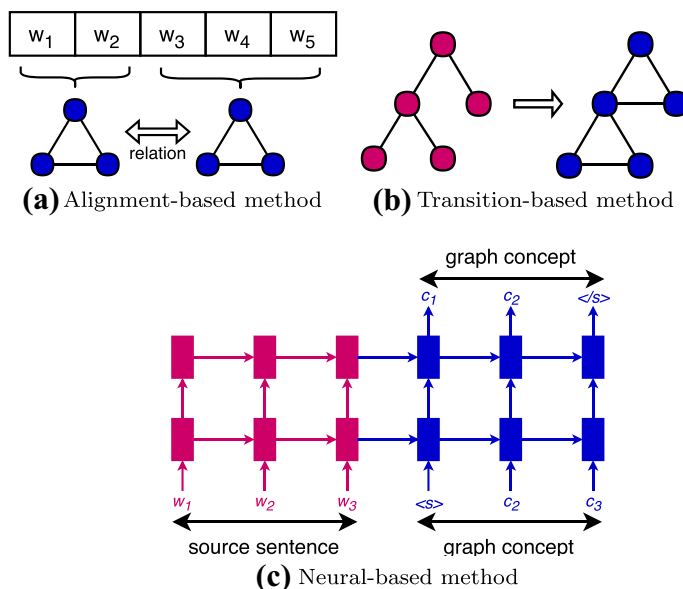 w1 w2 w3 w4 w5
relation
(a) Alignment-based method
(b) Transition-based method
graph concept
c1 c2 </s>
w1 w2 w3 <s> c2 c3
source sentence graph concept
(c) Neural-based method